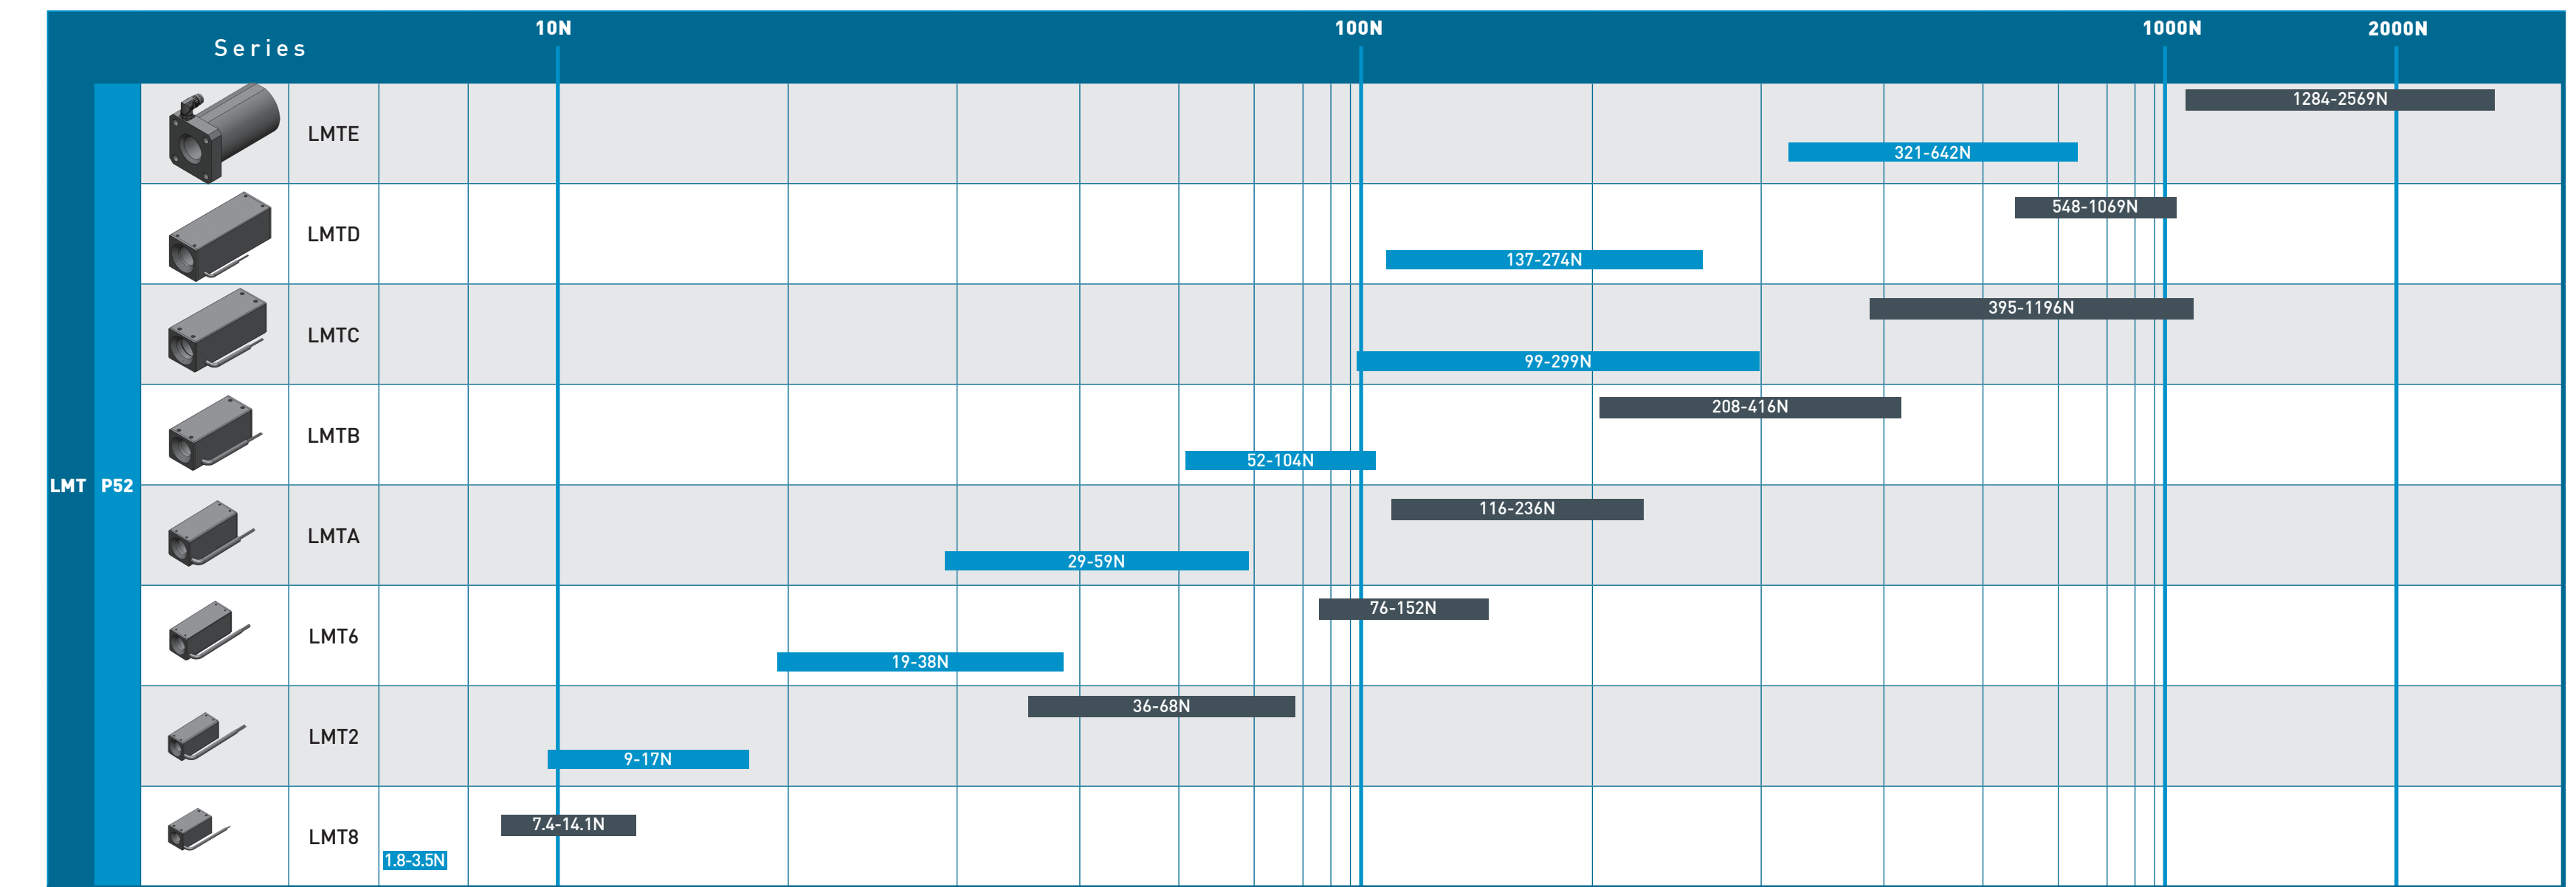 10N 100N 1000N 2000N
Series
1284-2569N
LMTE
321-642N
548-1069N
LMTD
137-274N
395-1196N
LMTC
99-299N
208-416N
LMTB
52-104N
LMT P52
116-236N
LMTA
29-59N
76-152N
LMT6
19-38N
36-68N
LMT2
9-17N
7.4-14.1N
LMT8
1.8-3.5N